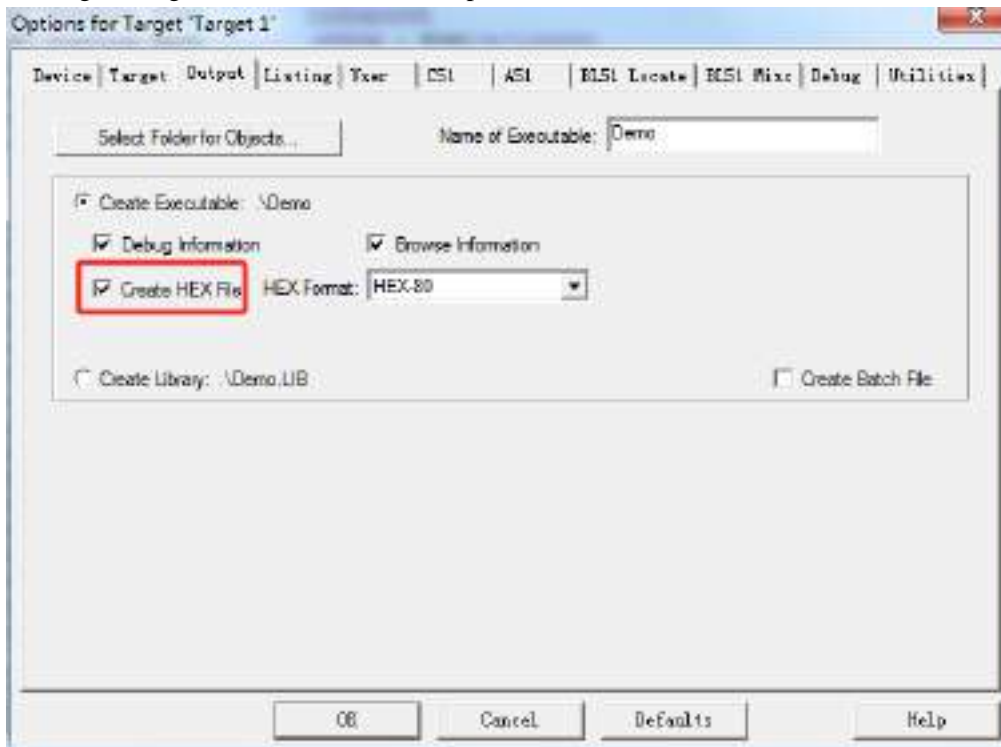 Options for Target 'Target 1'
Device Target Output Listing User C51 A51 BL51 Locate BL51 Misc Debug Utilities
Select Folder for Objects... Name of Executable: Demo
Create Executable: .\Demo
Debug Information Browse Information
Create HEX File HEX Format: HEX-80
Create Library: .\Demo.LIB Create Batch File
OK Cancel Defaults Help